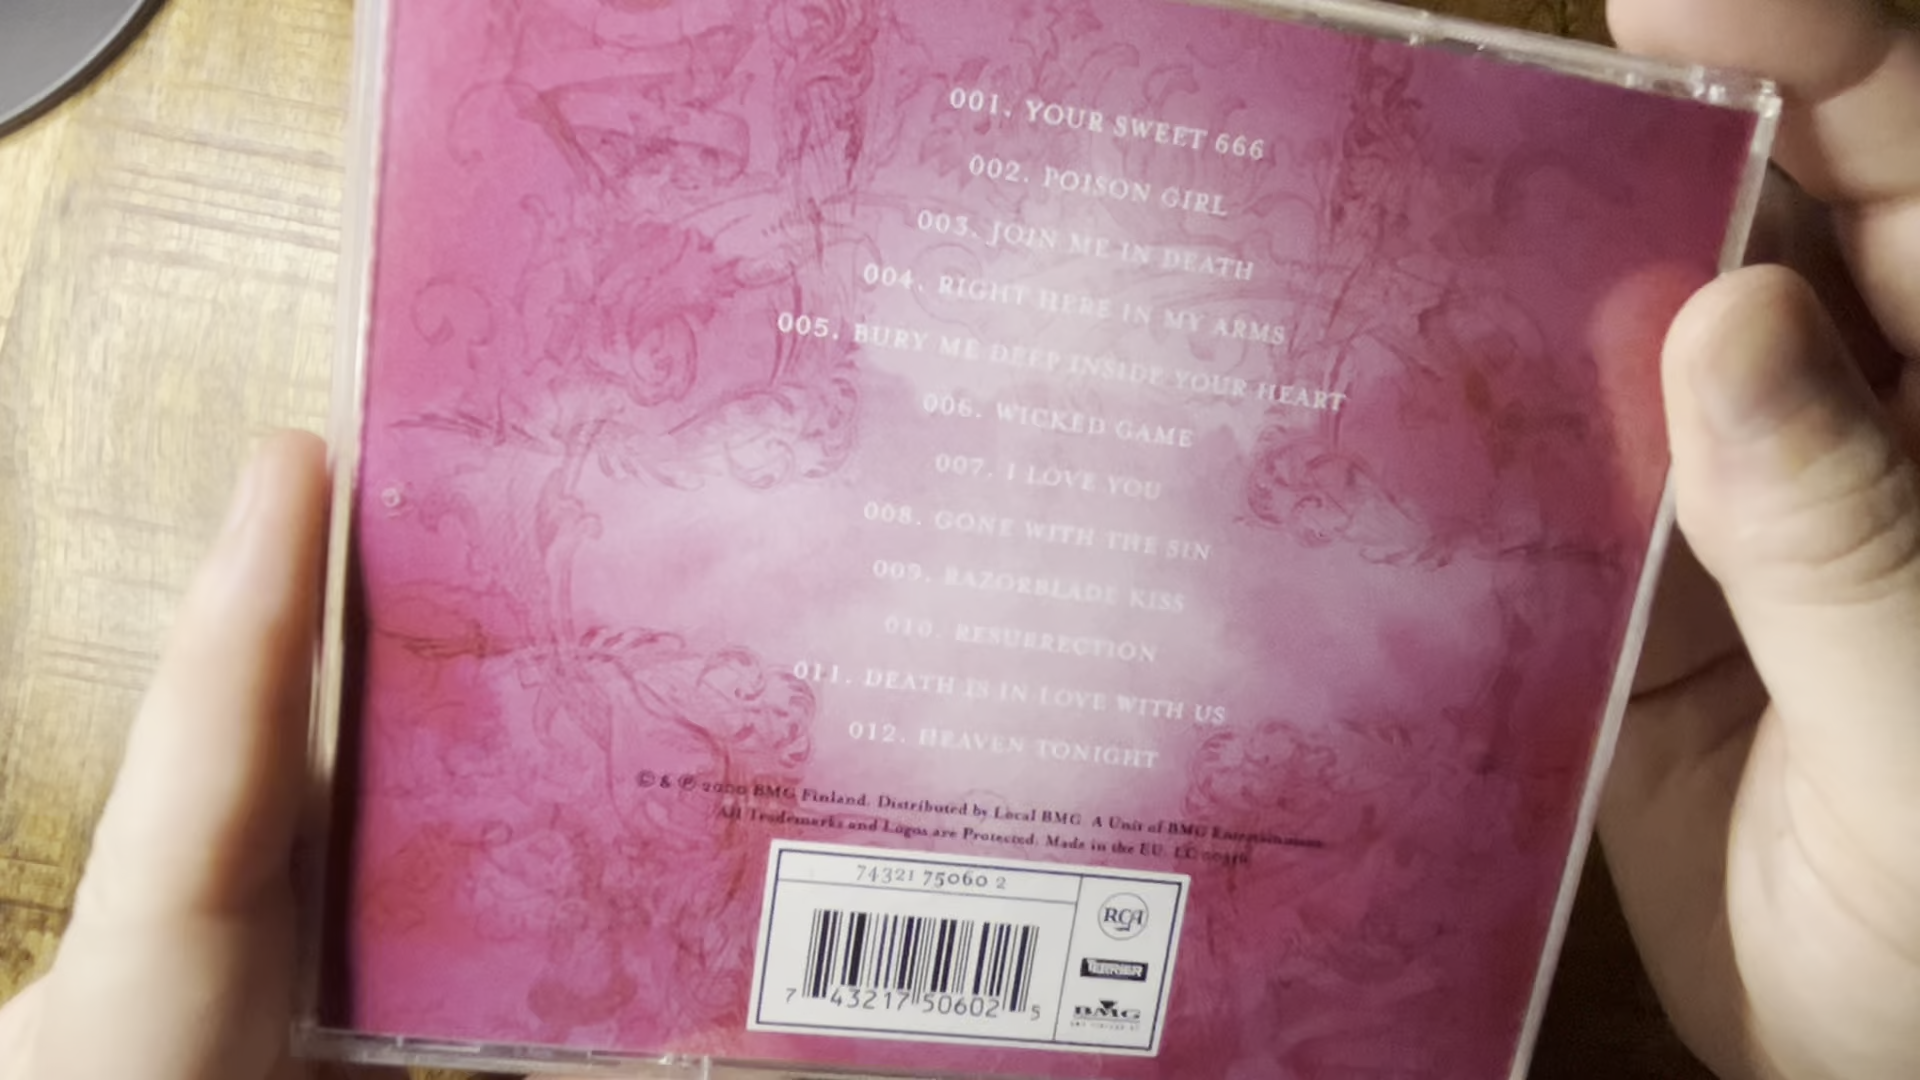 001. YOUR SWEET 666
002. POISON GIRL
003. JOIN ME IN DEATH
004. RIGHT HERE IN MY ARMS
005. BURY ME DEEP INSIDE YOUR HEART
006. WICKED GAME
007. I LOVE YOU
008. GONE WITH THE SIN
009. RAZORBLADE KISS
010. RESURRECTION
011. DEATH IS IN LOVE WITH US
012. HEAVEN TONIGHT
© & ℗ 2000 BMG Finland. Distributed by Local BMG. A Unit of BMG Entertainment
All Trademarks and Logos are Protected. Made in the EU. LC
74321 75060 2
RCA
TERRIER
BMG
7 43217 50602 5